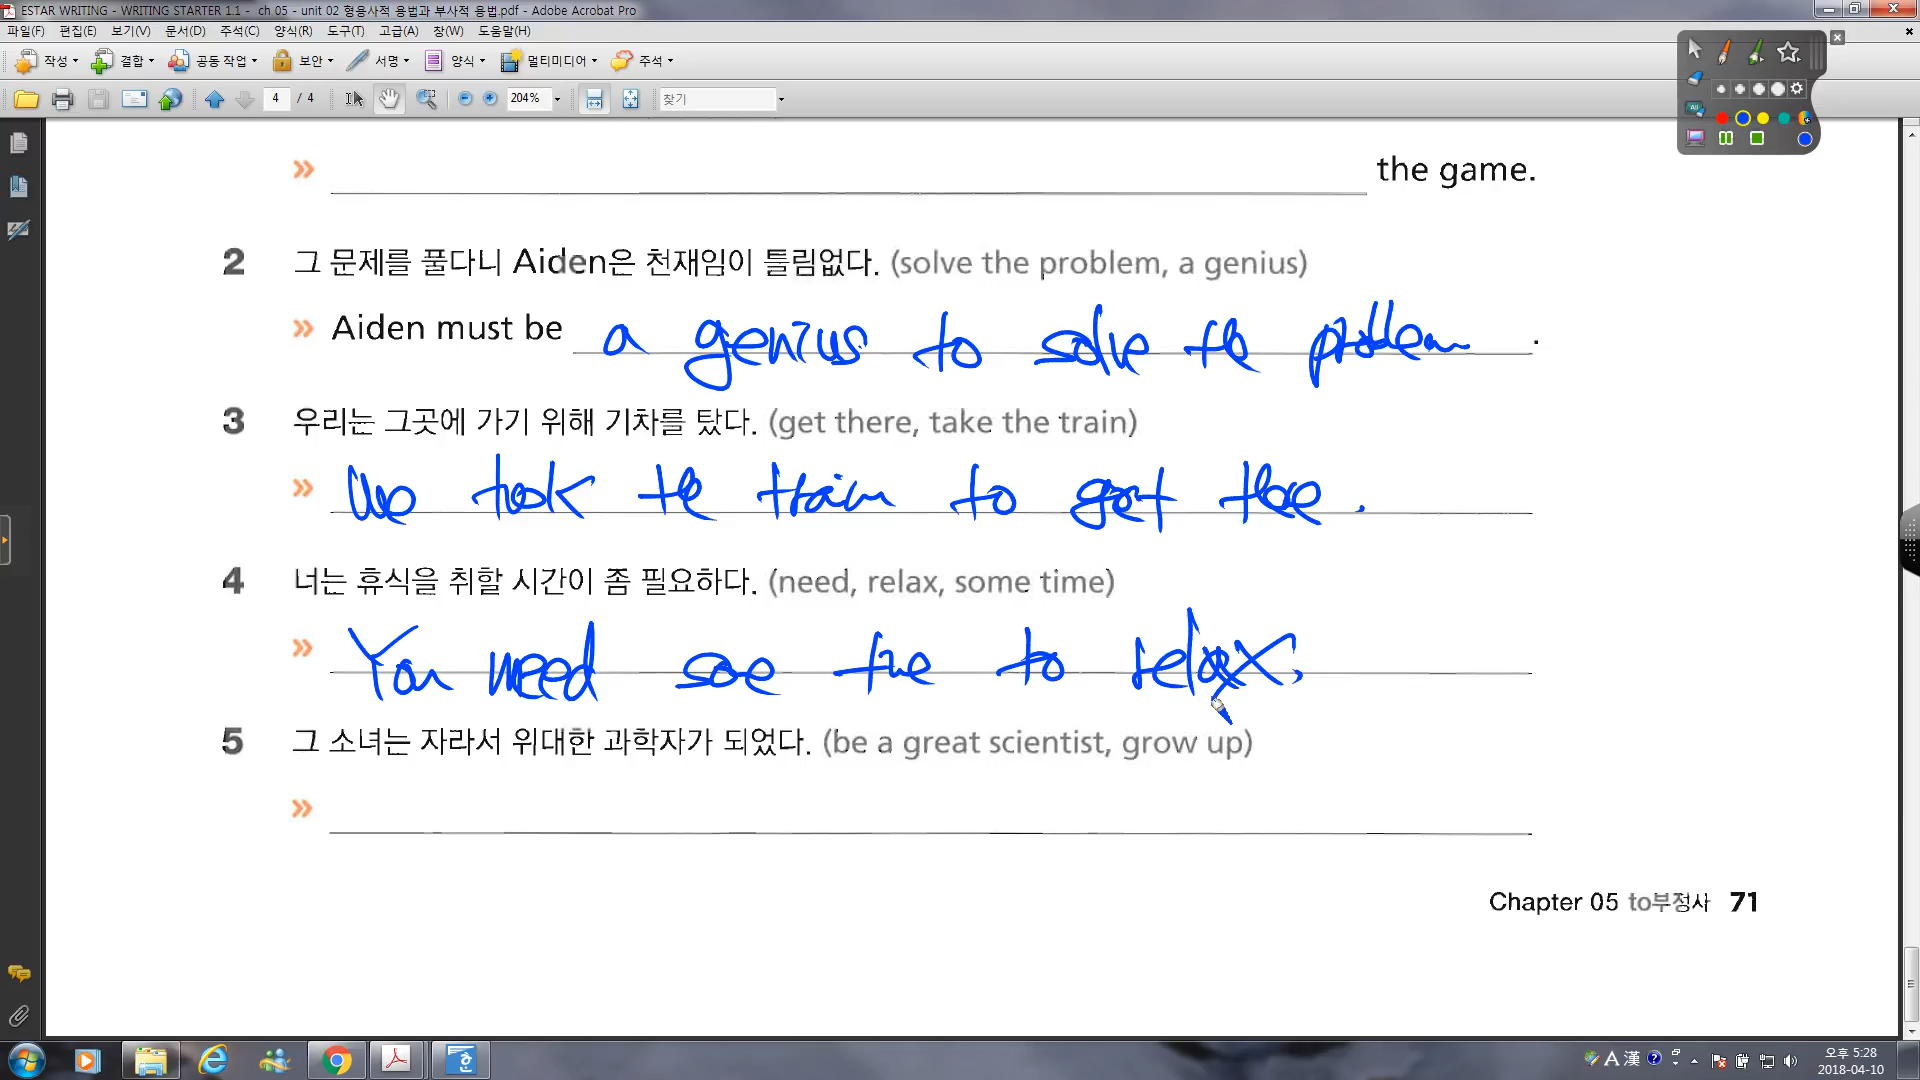 ESTAR WRITING - WRITING STARTER 1.1 - ch 05 - unit 02 형용사적 용법과 부사적 용법.pdf - Adobe Acrobat Pro
파일(F) 편집(E) 보기(V) 문서(D) 주석(C) 양식(R) 도구(T) 고급(A) 창(W) 도움말(H)
작성 결합 공동 작업 보안 서명 양식 멀티미디어 주석
4 / 4 204% 찾기
» the game.
2 그 문제를 풀다니 Aiden은 천재임이 틀림없다. (solve the problem, a genius)
» Aiden must be a genius to solve the problem .
3 우리는 그곳에 가기 위해 기차를 탔다. (get there, take the train)
» We took the train to get there.
4 너는 휴식을 취할 시간이 좀 필요하다. (need, relax, some time)
» You need some time to relax.
5 그 소녀는 자라서 위대한 과학자가 되었다. (be a great scientist, grow up)
»
Chapter 05 to부정사 71
A 漢
오후 5:28
2018-04-10